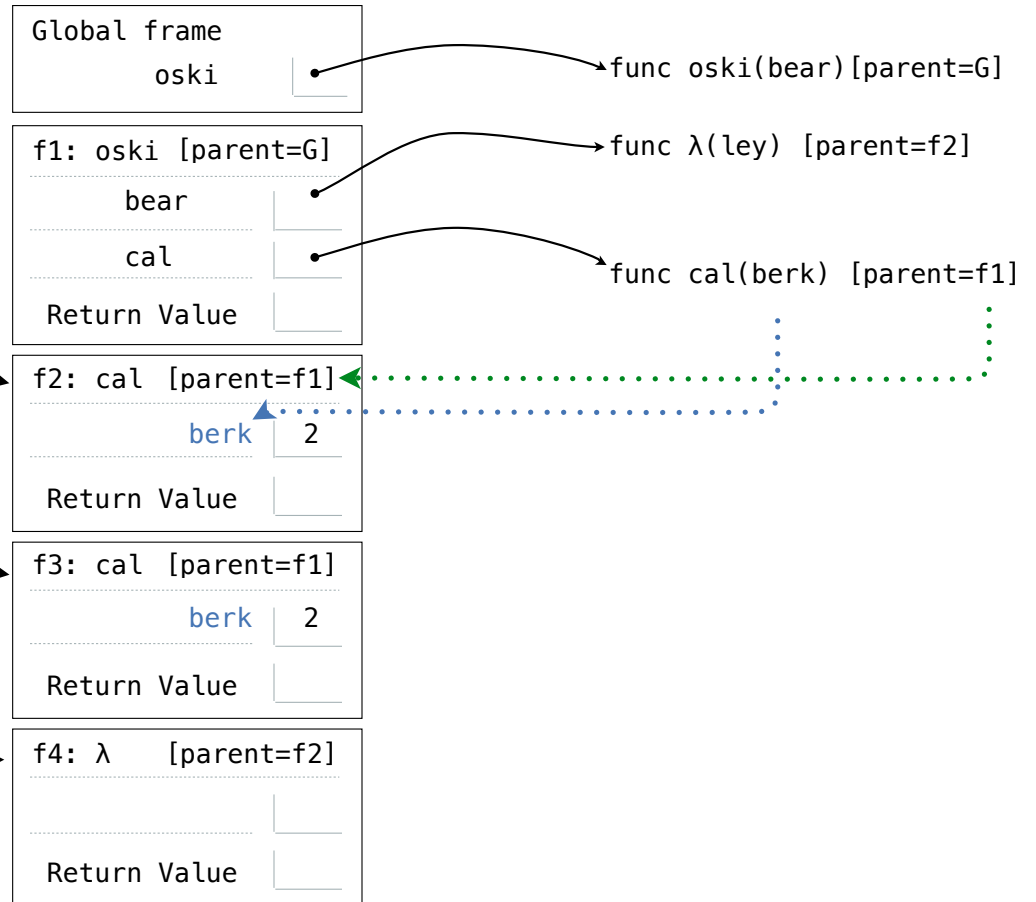 Global frame
oski
func oski(bear)[parent=G]
f1: oski [parent=G]
func λ(ley) [parent=f2]
bear
cal
func cal(berk) [parent=f1]
Return Value
f2: cal [parent=f1]
berk 2
Return Value
f3: cal [parent=f1]
berk 2
Return Value
f4: λ [parent=f2]
Return Value